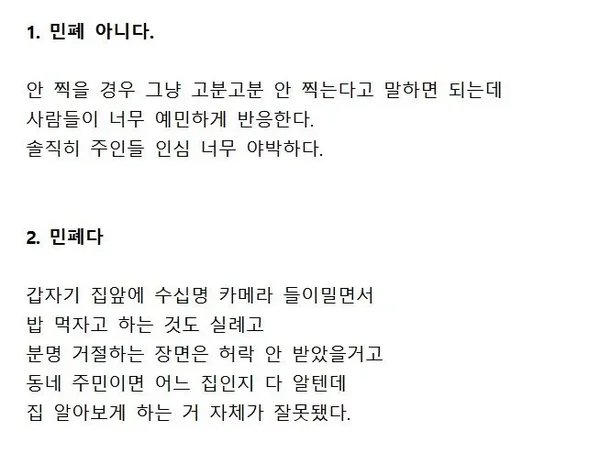 1. 민폐 아니다.
안 찍을 경우 그냥 고분고분 안 찍는다고 말하면 되는데
사람들이 너무 예민하게 반응한다.
솔직히 주인들 인심 너무 야박하다.
2. 민폐다
갑자기 집앞에 수십명 카메라 들이밀면서
밥 먹자고 하는 것도 실례고
분명 거절하는 장면은 허락 안 받았을거고
동네 주민이면 어느 집인지 다 알텐데
집 알아보게 하는 거 자체가 잘못됐다.